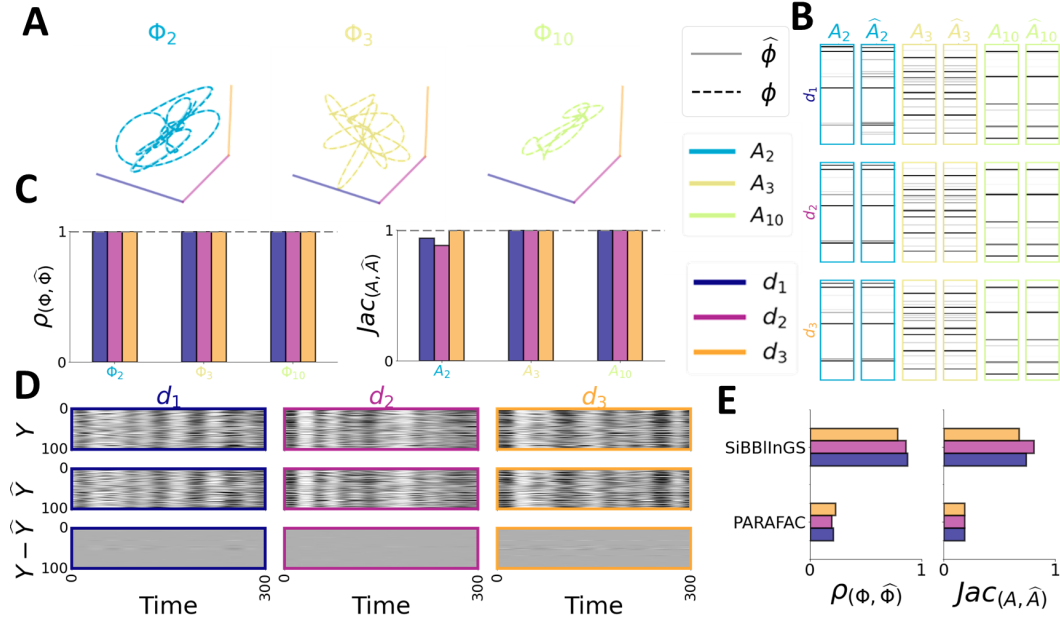 A
Φ₂
Φ₃
Φ₁₀
ϕ̂
ϕ
A₂
A₃
A₁₀
d₁
d₂
d₃
B
A₂ Â₂ A₃ Â₃ A₁₀ Â₁₀
d₁
d₂
d₃
C
ρ(Φ, Φ̂)
1
0
Φ₂ Φ₃ Φ₁₀
Jac(A, Â)
1
0
A₂ A₃ A₁₀
D
d₁ d₂ d₃
Y
0
100
Ŷ
0
100
Y − Ŷ
0
100
0 300 0 300 0 300
Time Time Time
E
SiBBlInGS
PARAFAC
0 1 0 1
ρ(Φ, Φ̂) Jac(A, Â)